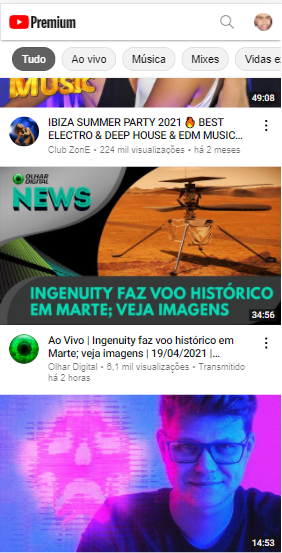 Premium
Tudo
Ao vivo
Música
Mixes
Vidas e
MUSIC
49:08
IBIZA SUMMER PARTY 2021 🔥 BEST
ELECTRO & DEEP HOUSE & EDM MUSIC...
Club ZonE • 224 mil visualizações • há 2 meses
OLHAR
DIGITAL
NEWS
INGENUITY FAZ VOO HISTÓRICO
EM MARTE; VEJA IMAGENS
34:56
Ao Vivo | Ingenuity faz voo histórico em
Marte; veja imagens | 19/04/2021 |...
Olhar Digital • 6,1 mil visualizações • Transmitido
há 2 horas
14:53